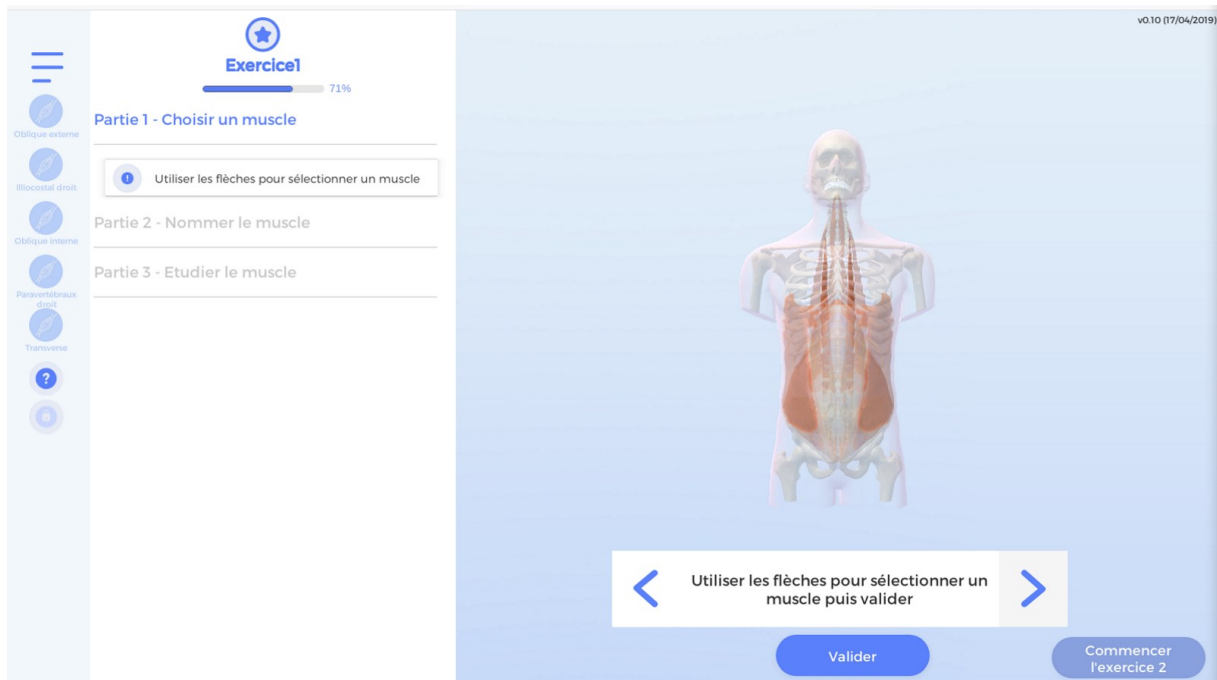 v0.10 (17/04/2019)
Exercice1
71%
Partie 1 - Choisir un muscle
Utiliser les flèches pour sélectionner un muscle
Partie 2 - Nommer le muscle
Partie 3 - Etudier le muscle
Oblique externe
Illiocostal droit
Oblique interne
Paravertébraux
droit
Transverse
?
Utiliser les flèches pour sélectionner un
muscle puis valider
Valider
Commencer
l'exercice 2